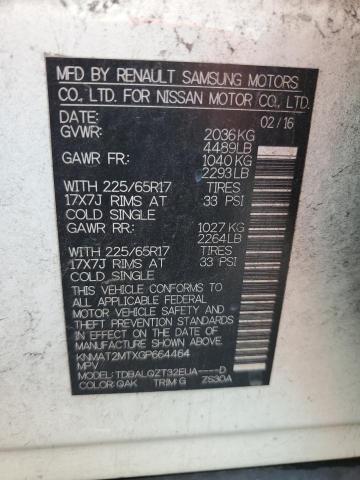 MFD BY RENAULT SAMSUNG MOTORS
CO., LTD. FOR NISSAN MOTOR CO., LTD.
DATE: 02/16
GVWR: 2036KG
4489LB
GAWR FR: 1040 KG
2293LB
WITH 225/65R17 TIRES
17X7J RIMS AT 33 PSI
COLD SINGLE
GAWR RR: 1027 KG
2264LB
WITH 225/65R17 TIRES
17X7J RIMS AT 33 PSI
COLD SINGLE
THIS VEHICLE CONFORMS TO
ALL APPLICABLE FEDERAL
MOTOR VEHICLE SAFETY AND
THEFT PREVENTION
STANDARDS IN EFFECT ON
THE DATE OF MANUFACTURE
SHOWN ABOVE.
KNMAT2MTXGP664464
MPV
MODEL: TDBALQZT32EUA----D
COLOR: QAK TRIM: G ZS30A